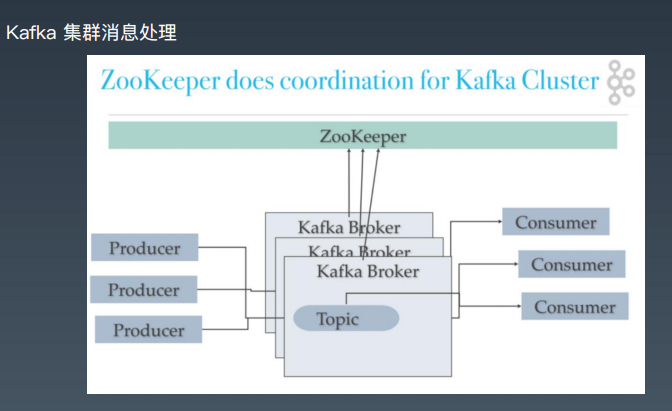 Kafka 集群消息处理
ZooKeeper does coordination for Kafka Cluster
ZooKeeper
Kafka Broker
Kafka Broker
Kafka Broker
Topic
Producer
Producer
Producer
Consumer
Consumer
Consumer